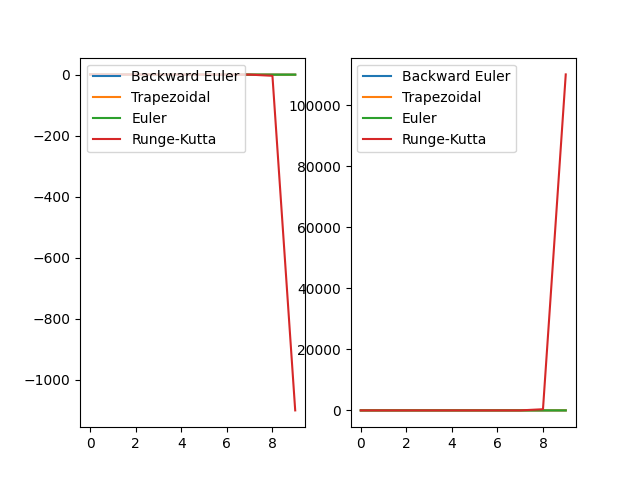 0
−200
−400
−600
−800
−1000
0 2 4 6 8
Backward Euler
Trapezoidal
Euler
Runge-Kutta
100000
80000
60000
40000
20000
0
0 2 4 6 8
Backward Euler
Trapezoidal
Euler
Runge-Kutta